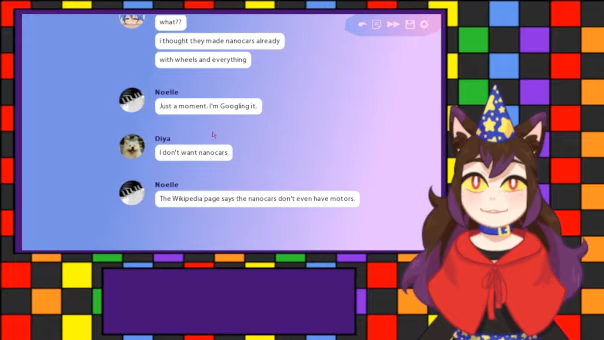 what??
i thought they made nanocars already
with wheels and everything
Noelle
Just a moment. I'm Googling it.
Diya
I don't want nanocars
Noelle
The Wikipedia page says the nanocars don't even have motors.